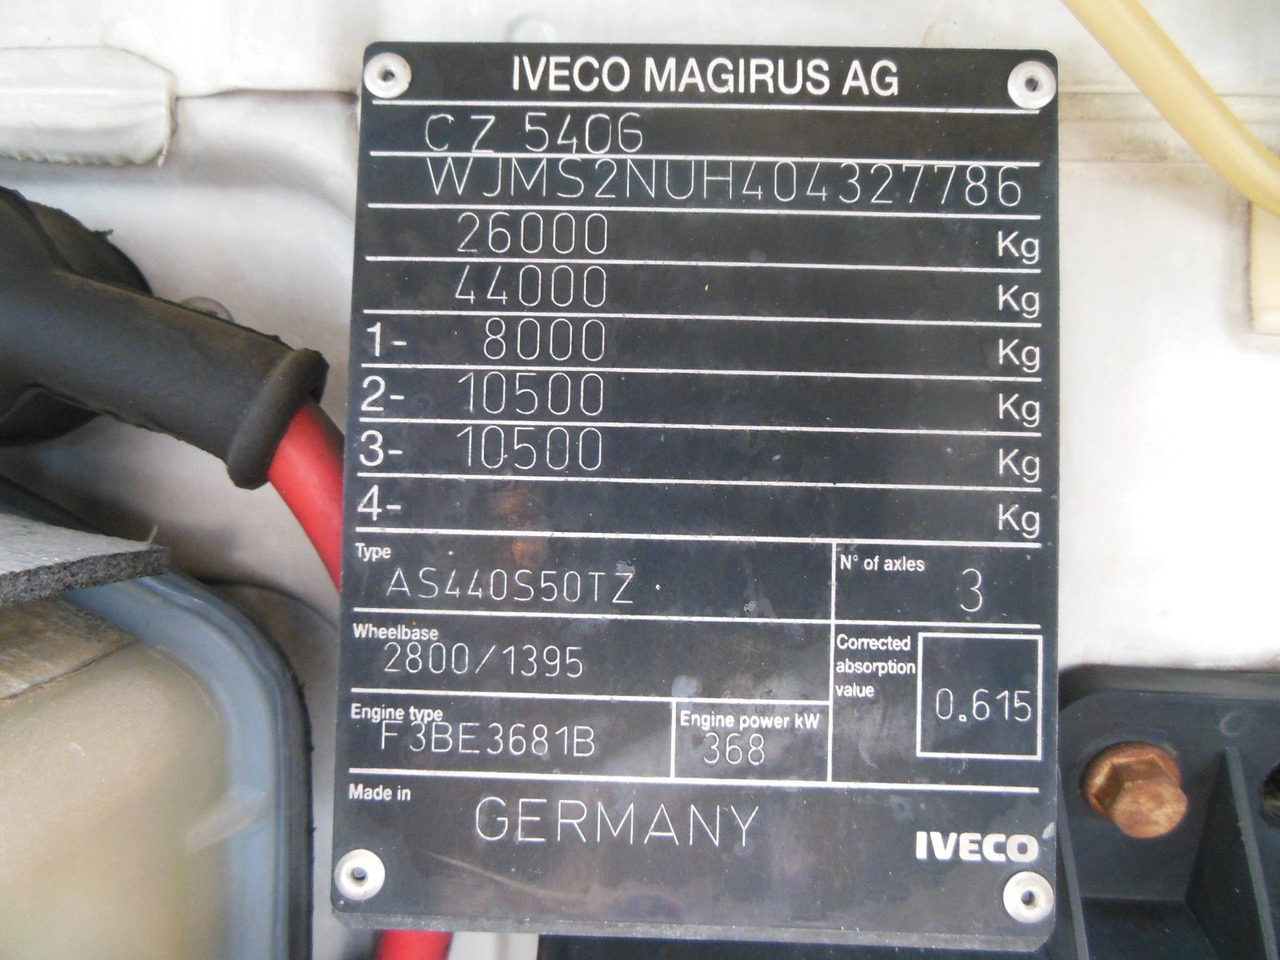 IVECO MAGIRUS AG
CZ 5406
WJMS2NUH404327786
26000 Kg
44000 Kg
1- 8000 Kg
2- 10500 Kg
3- 10500 Kg
4- Kg
Type
AS440S50TZ
N° of axles
3
Wheelbase
2800/1395
Corrected
absorption
value
0.615
Engine type
F3BE3681B
Engine power kW
368
Made in
GERMANY
IVECO